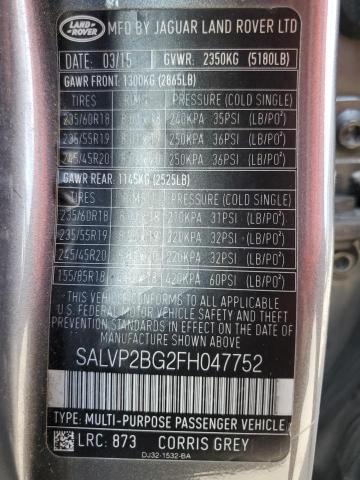 LAND
ROVER
MFD BY JAGUAR LAND ROVER LTD
DATE: 03/15 GVWR: 2350KG (5180LB)
GAWR FRONT: 1300KG (2865LB)
TIRES RIMS PRESSURE (COLD SINGLE)
235/60R18 240KPA 35PSI (LB/PO²)
235/55R19 250KPA 36PSI (LB/PO²)
245/45R20 250KPA 36PSI (LB/PO²)
GAWR REAR: 1145KG (2525LB)
TIRES RIMS PRESSURE (COLD SINGLE)
235/60R18 210KPA 31PSI (LB/PO²)
235/55R19 220KPA 32PSI (LB/PO²)
245/45R20 220KPA 32PSI (LB/PO²)
155/85R18 420KPA 60PSI (LB/PO²)
THIS VEHICLE CONFORMS TO ALL APPLICABLE
U.S. FEDERAL MOTOR VEHICLE SAFETY AND
THEFT PREVENTION STANDARDS IN EFFECT ON THE
DATE OF MANUFACTURE SHOWN ABOVE
SALVP2BG2FH047752
TYPE: MULTI-PURPOSE PASSENGER VEHICLE
LRC: 873 CORRIS GREY
DJ32-1532-BA